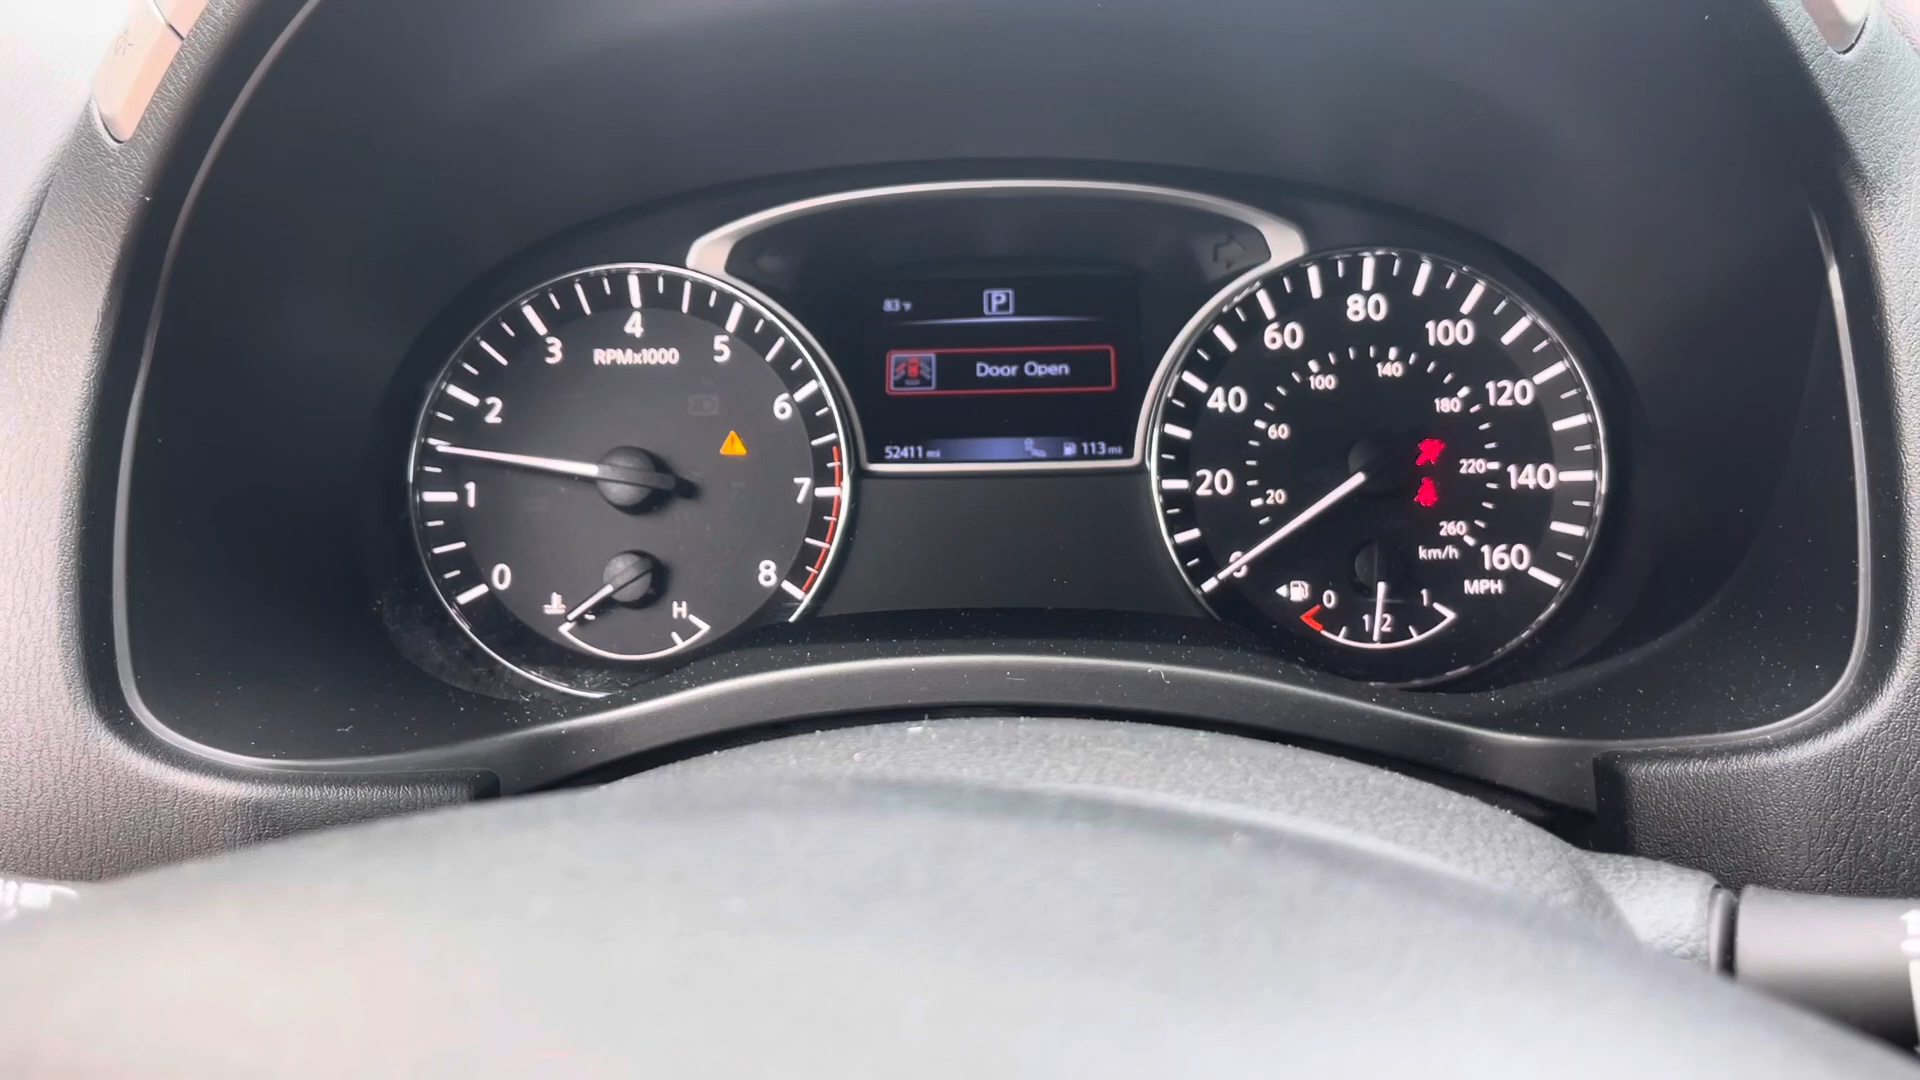 83°F P
Door Open
52411 mi 113 mi
0 1 2 3 4 5 6 7 8
RPMx1000
H
0 20 40 60 80 100 120 140 160
20 60 100 140 180 220 260
km/h
MPH
0 1/2 1